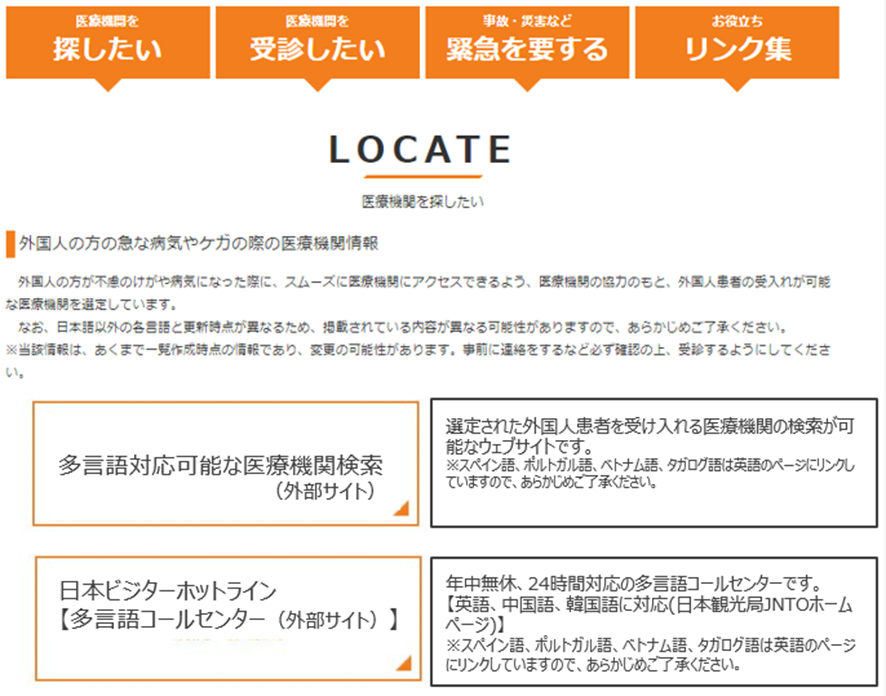 医療機関を
探したい
医療機関を
受診したい
事故・災害など
緊急を要する
お役立ち
リンク集
LOCATE
医療機関を探したい
外国人の方の急な病気やケガの際の医療機関情報
外国人の方が不慮のけがや病気になった際に、スムーズに医療機関にアクセスできるよう、医療機関の協力のもと、外国人患者の受入れが可能
な医療機関を選定しています。
なお、日本語以外の各言語と更新時点が異なるため、掲載されている内容が異なる可能性がありますので、あらかじめご了承ください。
※当該情報は、あくまで一覧作成時点の情報であり、変更の可能性があります。事前に連絡をするなど必ず確認の上、受診するようにしてくださ
い。
多言語対応可能な医療機関検索
（外部サイト）
選定された外国人患者を受け入れる医療機関の検索が可
能なウェブサイトです。
※スペイン語、ポルトガル語、ベトナム語、タガログ語は英語のページにリンクし
ていますので、あらかじめご了承ください。
日本ビジターホットライン
【多言語コールセンター（外部サイト）】
年中無休、24時間対応の多言語コールセンターです。
【英語、中国語、韓国語に対応(日本観光局JNTOホーム
ページ)】
※スペイン語、ポルトガル語、ベトナム語、タガログ語は英語のページ
にリンクしていますので、あらかじめご了承ください。